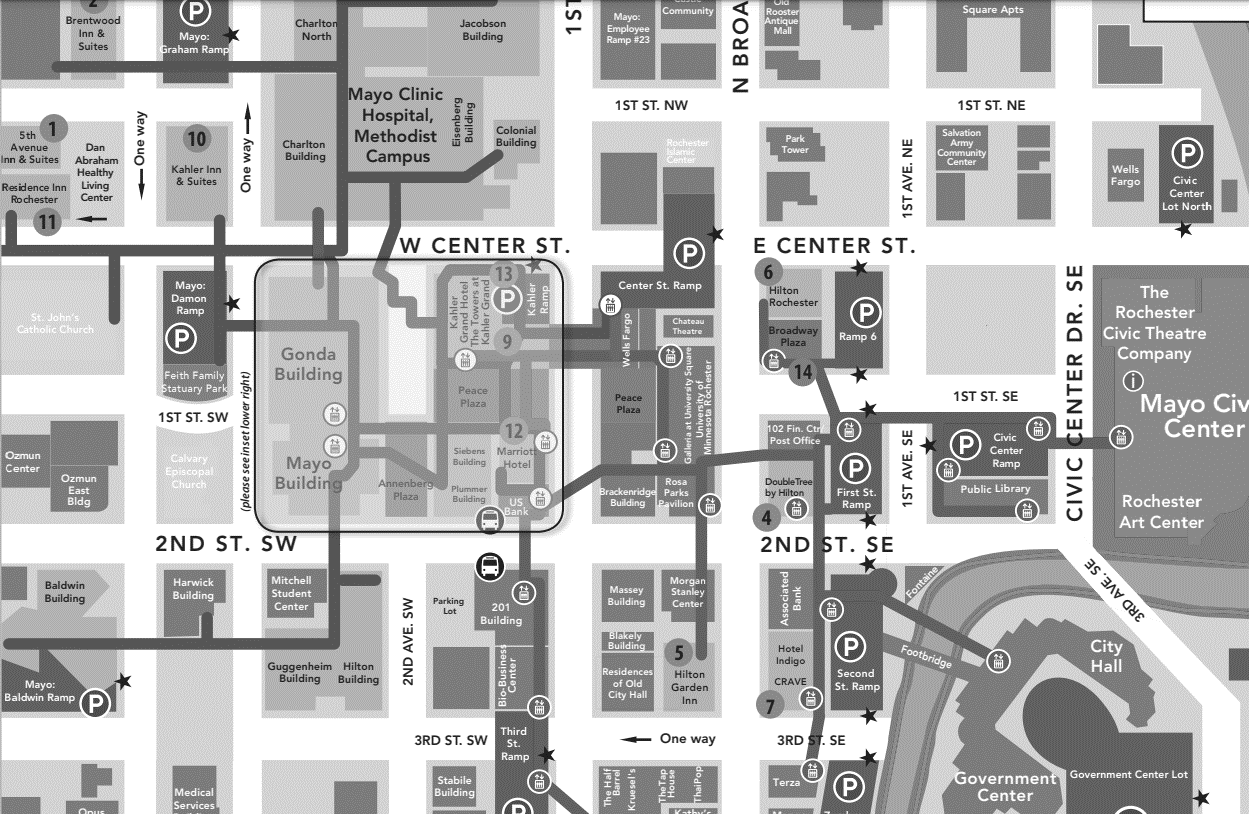 2
Brentwood
Inn &
Suites
P
Mayo:
Graham Ramp
Charlton
North
Jacobson
Building
1ST
Mayo:
Employee
Ramp #23
Community
N BROA
Old
Rooster
Antique
Mall
Square Apts
Mayo Clinic
Hospital,
Methodist
Campus
Eisenberg
Building
Colonial
Building
1ST ST. NW
1ST ST. NE
1
5th
Avenue
Inn & Suites
Dan
Abraham
Healthy
Living
Center
One way
10
Kahler Inn
& Suites
One way
Charlton
Building
Residence Inn
Rochester
11
Rochester
Islamic
Center
Park
Tower
1ST AVE. NE
Salvation
Army
Community
Center
Wells
Fargo
P
Civic
Center
Lot North
W CENTER ST.
E CENTER ST.
P
Center St. Ramp
St. John's
Catholic Church
Mayo:
Damon
Ramp
P
Feith Family
Statuary Park
1ST ST. SW
(please see inset lower right)
Gonda
Building
Mayo
Building
13
P
Kahler
Grand Hotel
The Towers at
Kahler Grand
Kahler
Ramp
9
Peace
Plaza
12
Marriott
Hotel
Siebens
Building
Plummer
Building
Annenberg
Plaza
US
Bank
Wells Fargo
Chateau
Theatre
Peace
Plaza
Galleria at University Square
University of
Minnesota Rochester
Brackenridge
Building
Rosa
Parks
Pavilion
6
Hilton
Rochester
Broadway
Plaza
14
P
Ramp 6
CIVIC CENTER DR. SE
The
Rochester
Civic Theatre
Company
i
Mayo Civ
Center
Rochester
Art Center
1ST ST. SE
102 Fin. Ctr/
Post Office
DoubleTree
by Hilton
4
P
First St.
Ramp
1ST AVE. SE
P
Civic
Center
Ramp
Public Library
Ozmun
Center
Ozmun
East
Bldg
Calvary
Episcopal
Church
2ND ST. SW
2ND ST. SE
3RD AVE. SE
Baldwin
Building
Harwick
Building
Mitchell
Student
Center
Guggenheim
Building
Hilton
Building
2ND AVE. SW
Parking
Lot
201
Building
Bio-Business
Center
Massey
Building
Blakely
Building
Residences
of Old
City Hall
Morgan
Stanley
Center
5
Hilton
Garden
Inn
Associated
Bank
Hotel
Indigo
CRAVE
7
P
Second
St. Ramp
Fontaine
Footbridge
City
Hall
Mayo:
Baldwin Ramp
P
3RD ST. SW
One way
3RD ST. SE
Third
St.
Ramp
P
Stabile
Building
Medical
Services
Opus
The Half
Barrel
Kruesel's
The Tap
House
ThaiPop
Kathy's
Terza
P
Government
Center
Government Center Lot